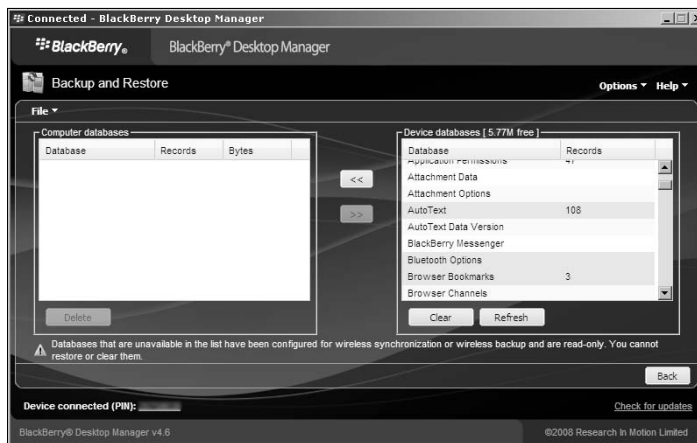 Connected - BlackBerry Desktop Manager
BlackBerry® BlackBerry® Desktop Manager
Backup and Restore Options Help
File
Computer databases
Database Records Bytes
Delete
<<
>>
Device databases [ 5.77M free ]
Database Records
Application Permissions 47
Attachment Data
Attachment Options
AutoText 108
AutoText Data Version
BlackBerry Messenger
Bluetooth Options
Browser Bookmarks 3
Browser Channels
Clear Refresh
Databases that are unavailable in the list have been configured for wireless synchronization or wireless backup and are read-only. You cannot
restore or clear them.
Back
Device connected (PIN): Check for updates
BlackBerry® Desktop Manager v4.6 ©2008 Research In Motion Limited